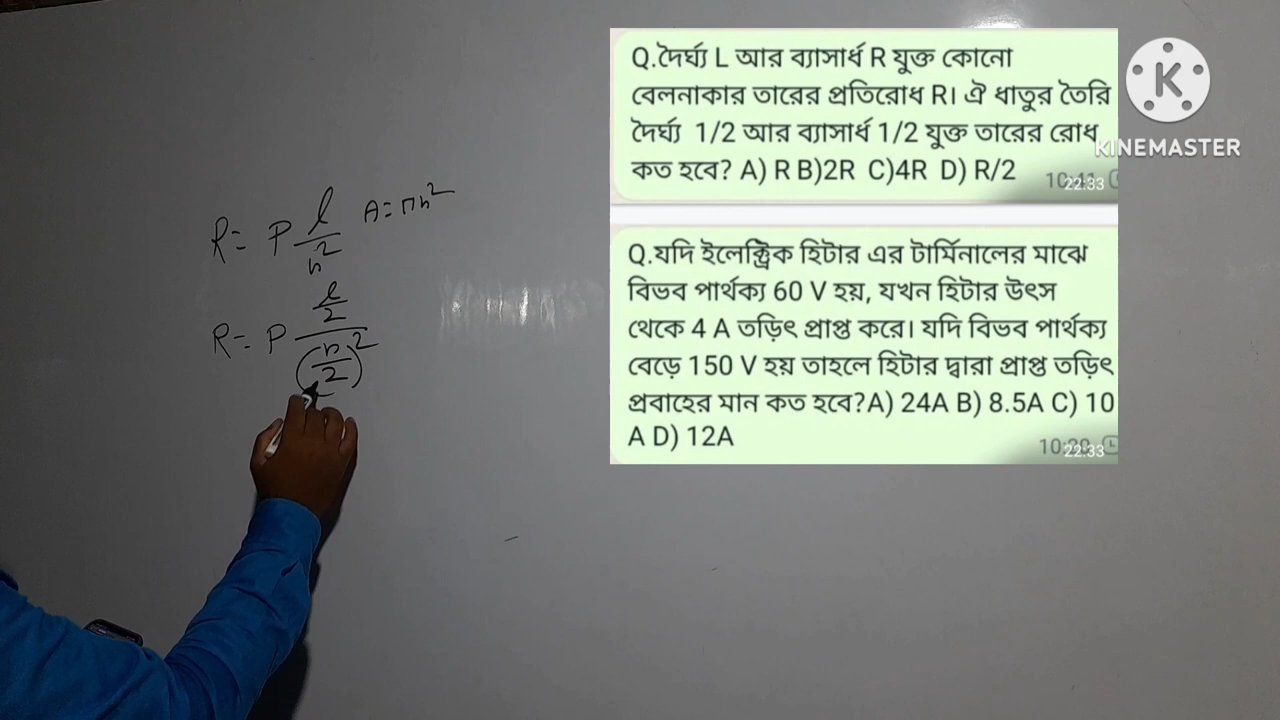 R = P l/r² A = πr²
R = P (l/2)/(r/2)²
Q.দৈর্ঘ্য L আর ব্যাসার্ধ R যুক্ত কোনো
বেলনাকার তারের প্রতিরোধ R। ঐ ধাতুর তৈরি
দৈর্ঘ্য 1/2 আর ব্যাসার্ধ 1/2 যুক্ত তারের রোধ
কত হবে? A) R B)2R C)4R D) R/2
10:41 22:33
Q.যদি ইলেক্ট্রিক হিটার এর টার্মিনালের মাঝে
বিভব পার্থক্য 60 V হয়, যখন হিটার উৎস
থেকে 4 A তড়িৎ প্রাপ্ত করে। যদি বিভব পার্থক্য
বেড়ে 150 V হয় তাহলে হিটার দ্বারা প্রাপ্ত তড়িৎ
প্রবাহের মান কত হবে?A) 24A B) 8.5A C) 10
A D) 12A
22:33
K
KINEMASTER